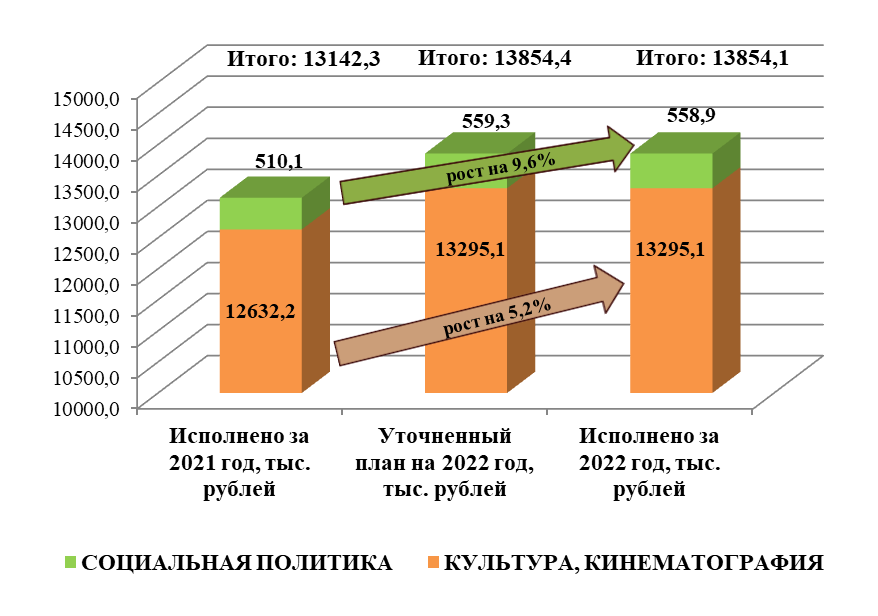 Итого: 13142,3
Итого: 13854,4
Итого: 13854,1
15000,0
14500,0
14000,0
13500,0
13000,0
12500,0
12000,0
11500,0
11000,0
10500,0
10000,0
510,1
559,3
558,9
рост на 9,6%
12632,2
13295,1
13295,1
рост на 5,2%
Исполнено за
2021 год, тыс.
рублей
Уточненный
план на 2022 год,
тыс. рублей
Исполнено за
2022 год, тыс.
рублей
СОЦИАЛЬНАЯ ПОЛИТИКА
КУЛЬТУРА, КИНЕМАТОГРАФИЯ